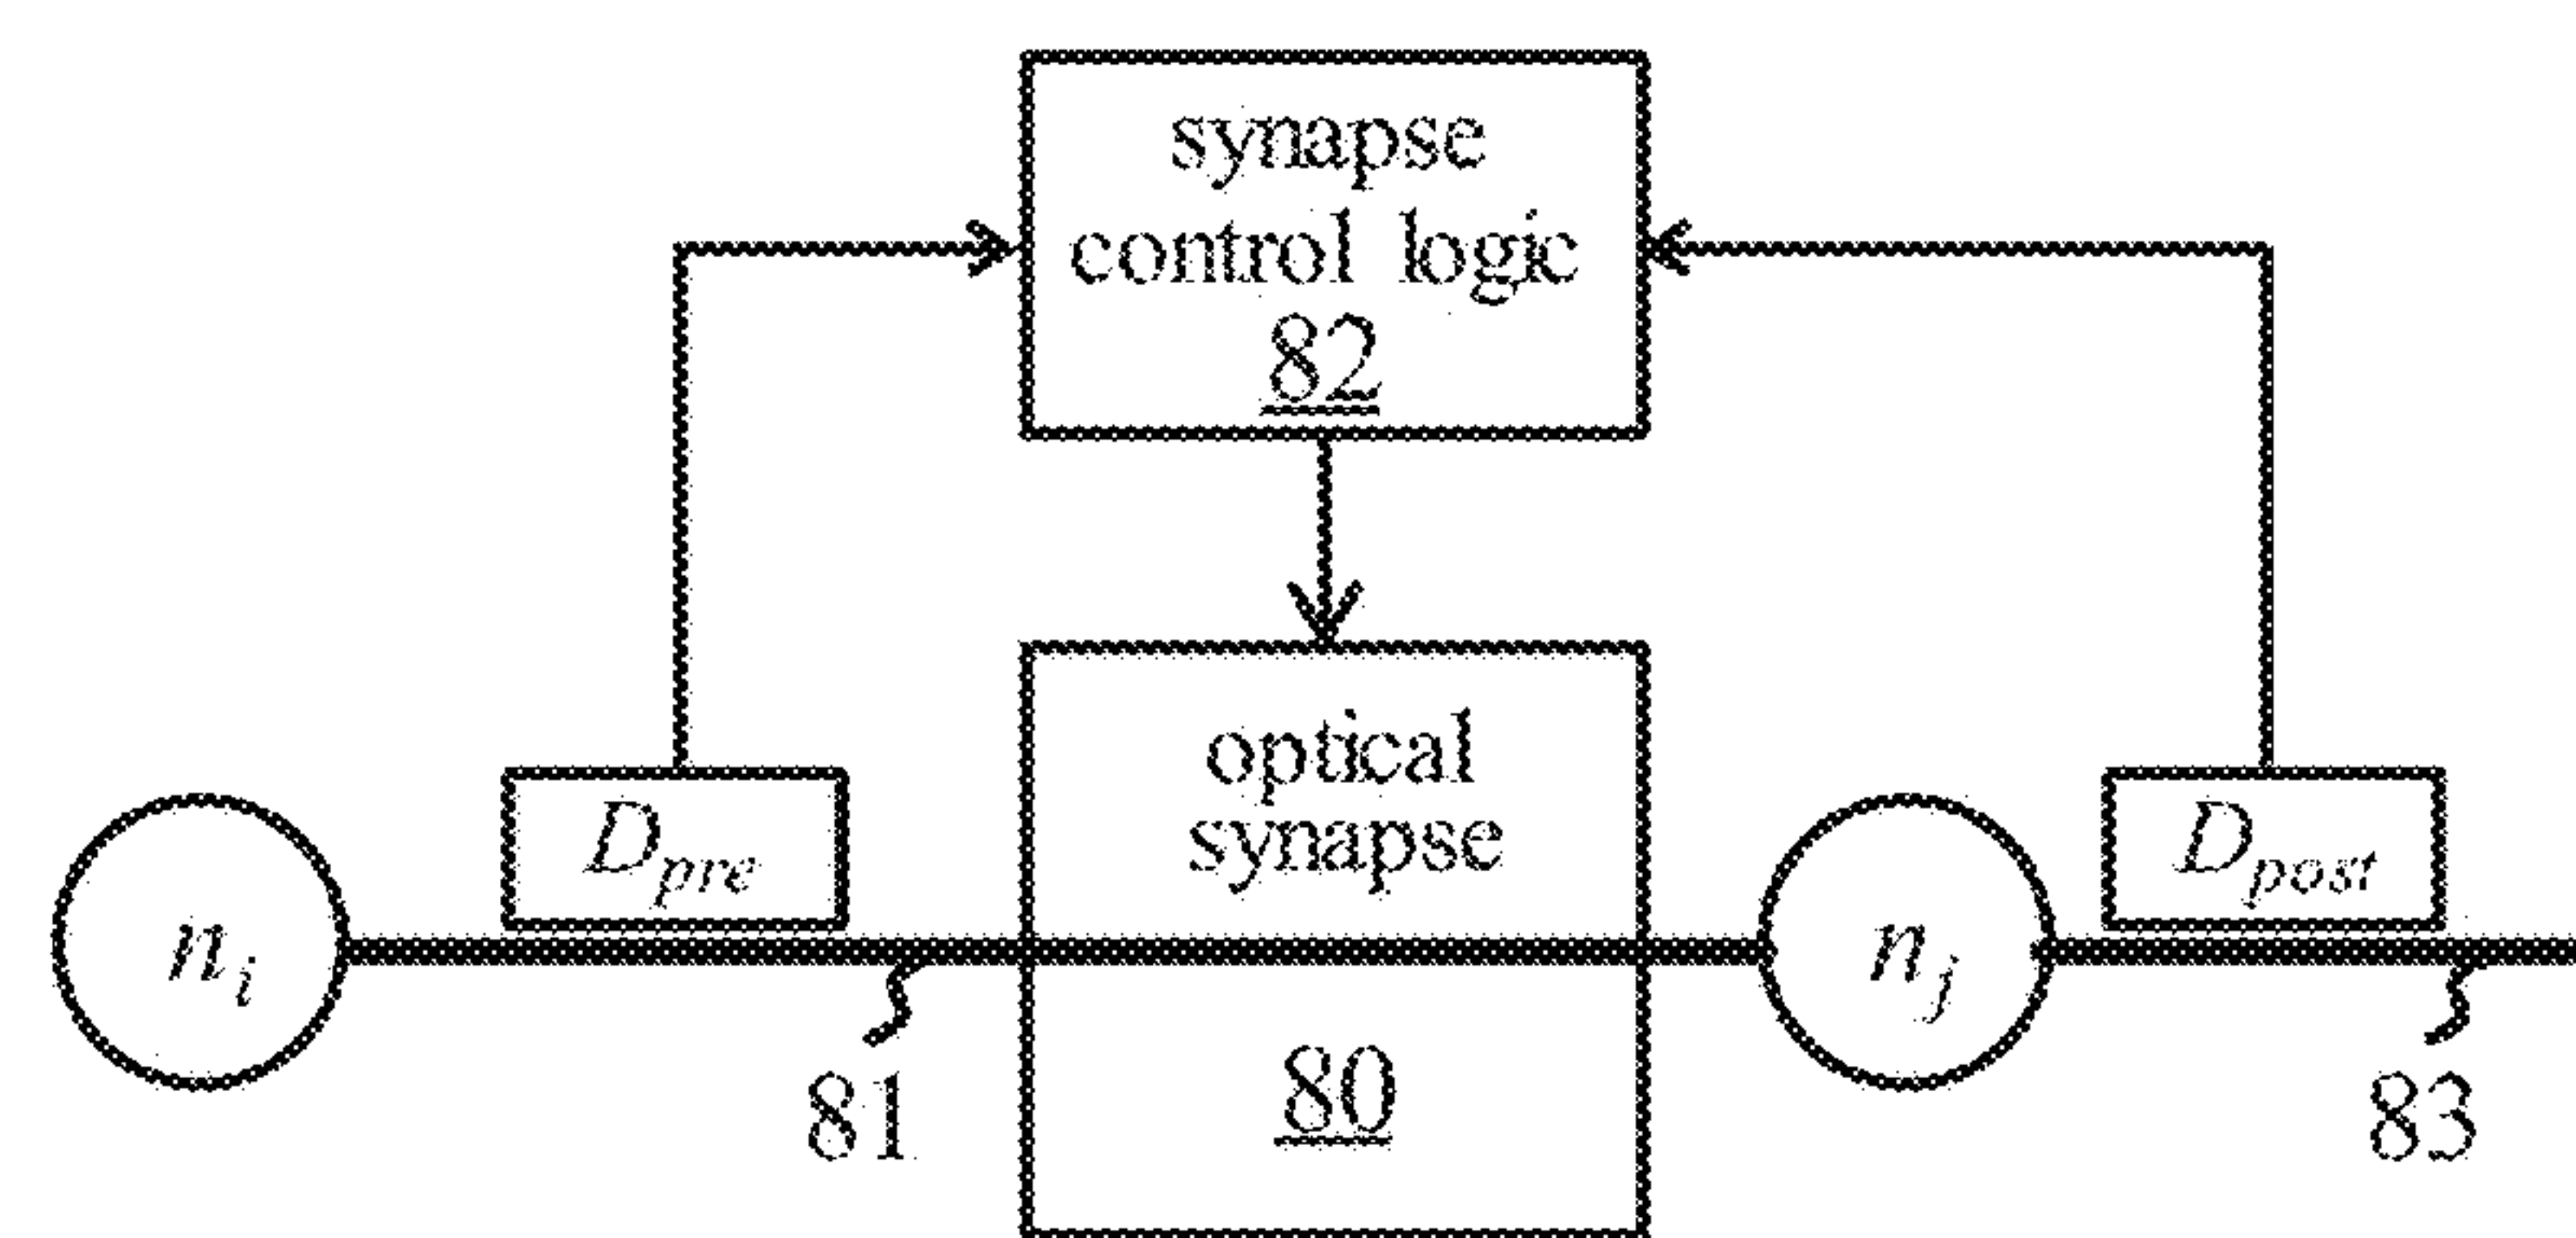 synapse
control logic
82
optical
synapse
D_pre
D_post
n_i
n_j
80
81
83